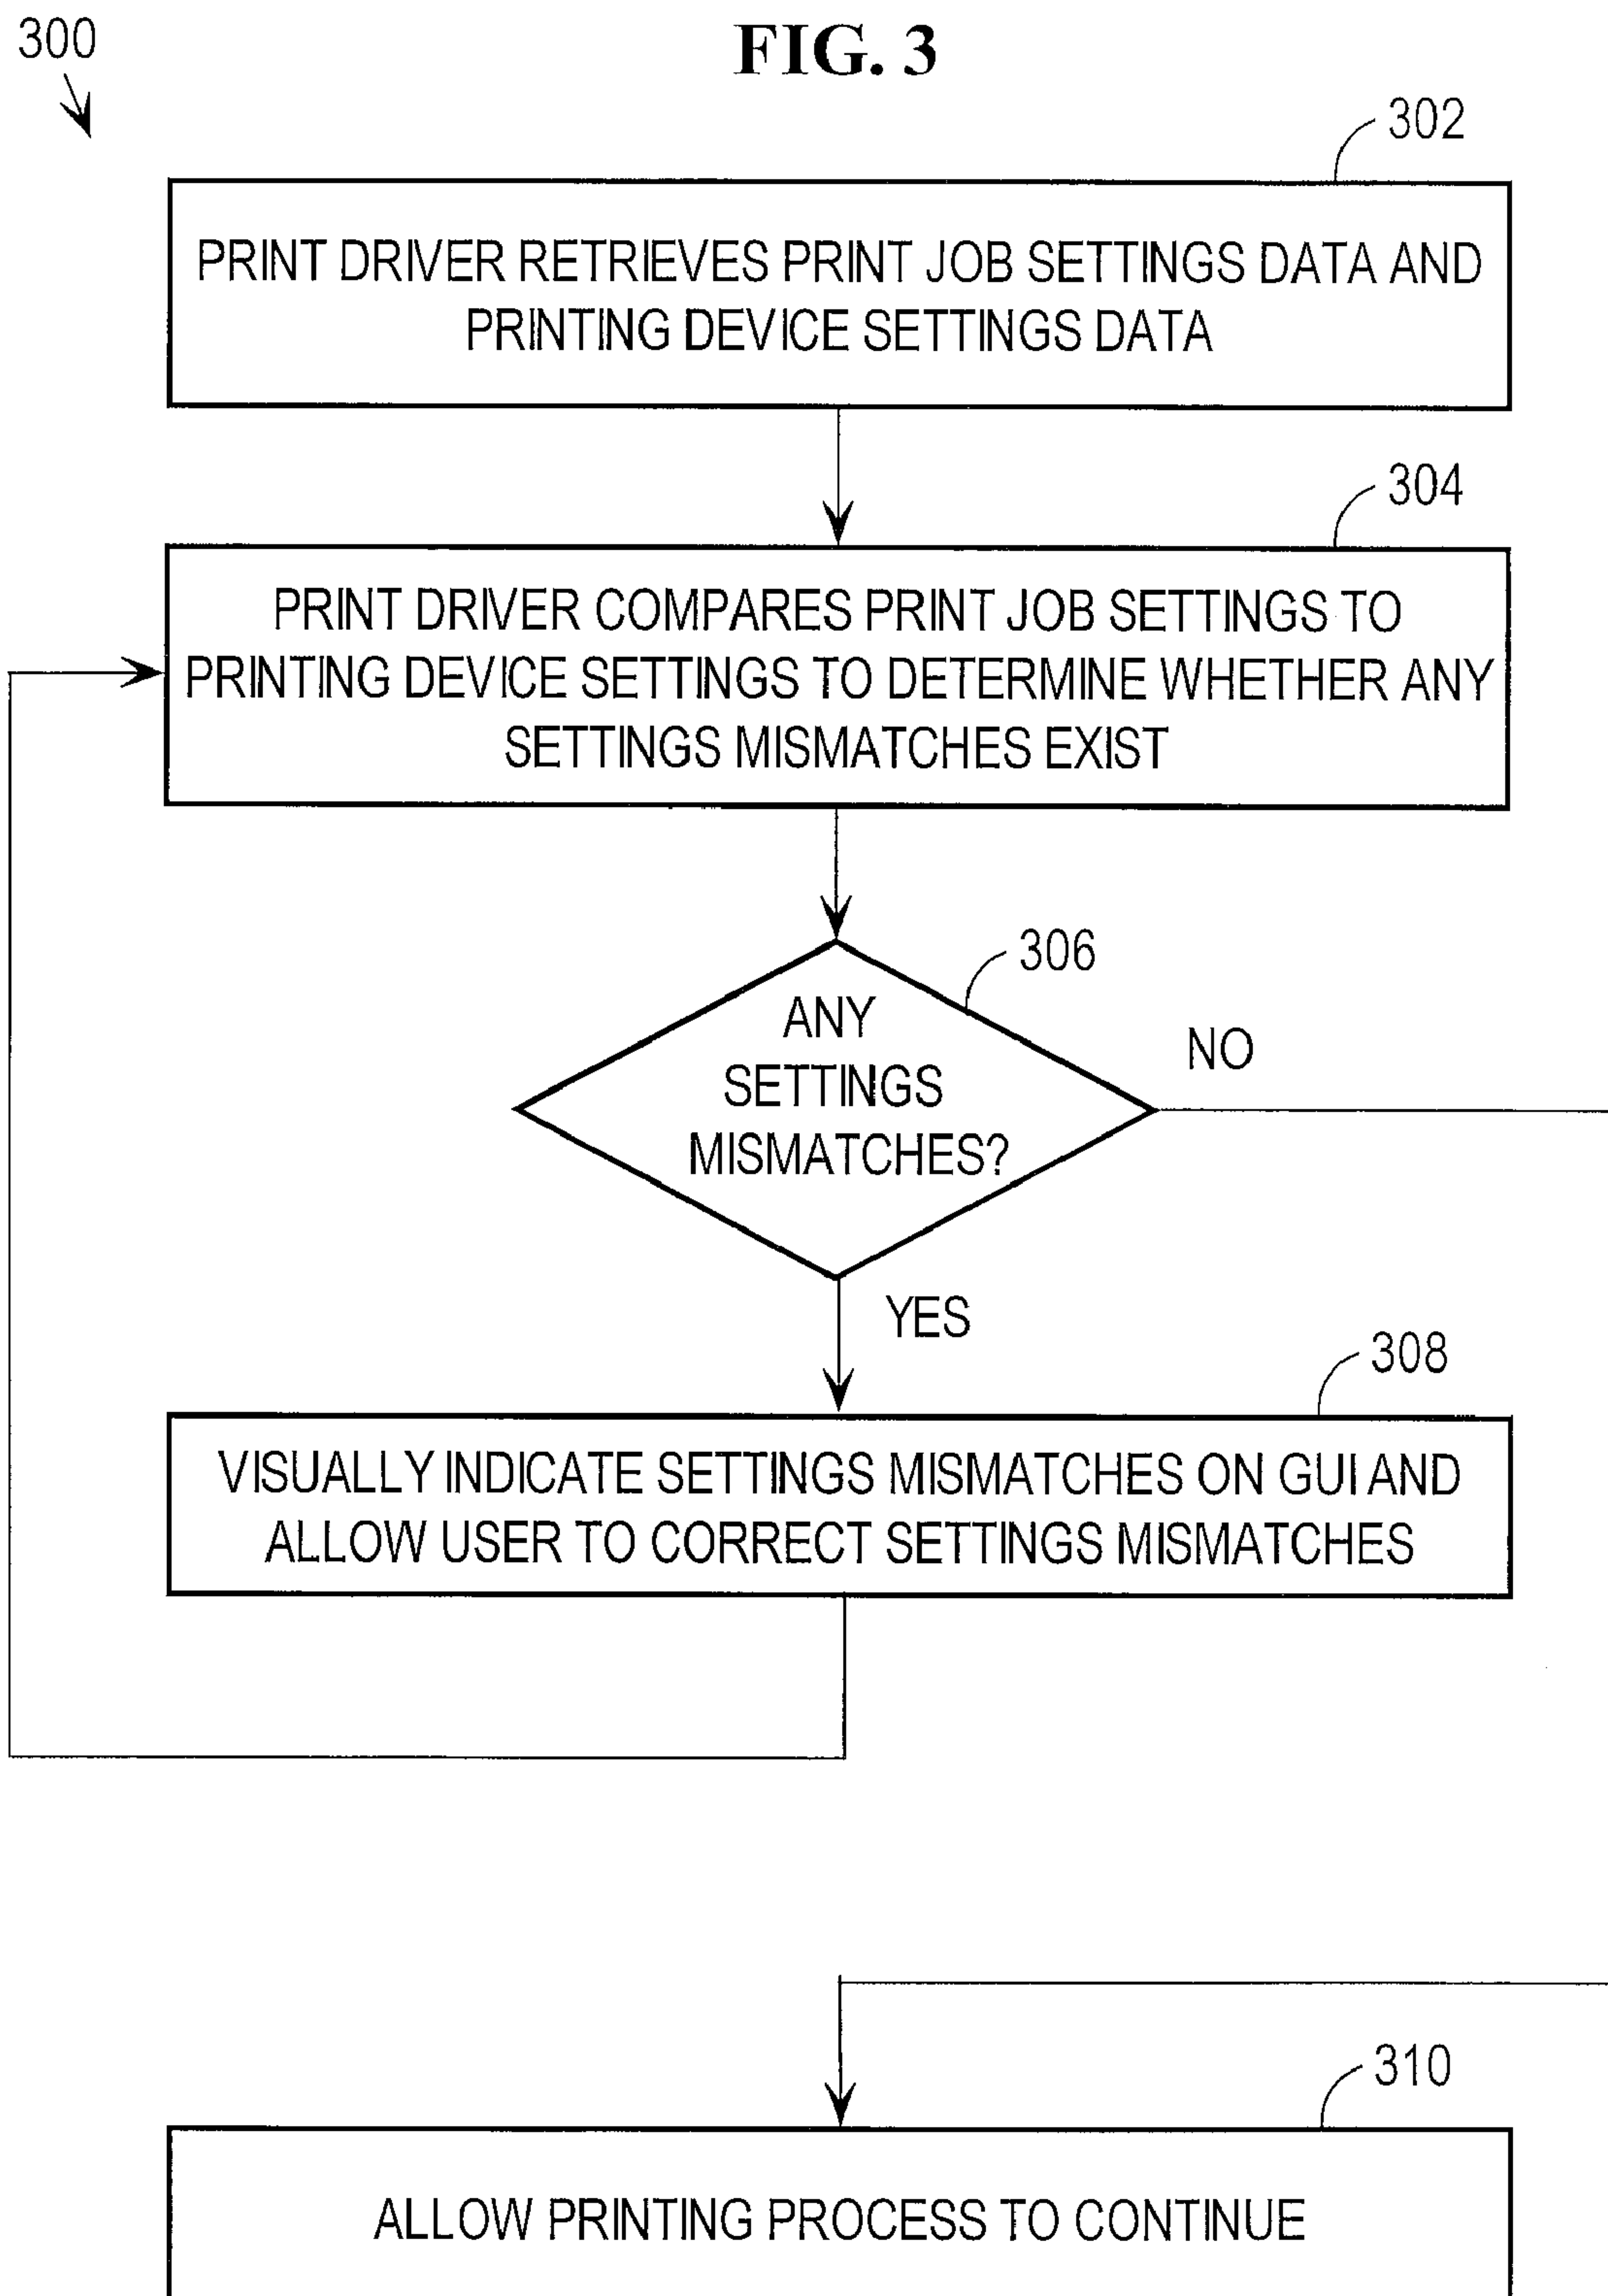 300
FIG. 3
302
PRINT DRIVER RETRIEVES PRINT JOB SETTINGS DATA AND
PRINTING DEVICE SETTINGS DATA
304
PRINT DRIVER COMPARES PRINT JOB SETTINGS TO
PRINTING DEVICE SETTINGS TO DETERMINE WHETHER ANY
SETTINGS MISMATCHES EXIST
306
ANY
SETTINGS
MISMATCHES?
NO
YES
308
VISUALLY INDICATE SETTINGS MISMATCHES ON GUI AND
ALLOW USER TO CORRECT SETTINGS MISMATCHES
310
ALLOW PRINTING PROCESS TO CONTINUE